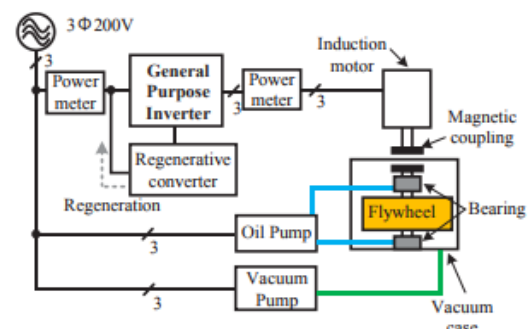 3Φ200V
3
Power
meter
General
Purpose
Inverter
3
Power
meter
3
Induction
motor
Magnetic
coupling
Regenerative
converter
Regeneration
Flywheel
Bearing
3
Oil Pump
3
Vacuum
Pump
Vacuum
case